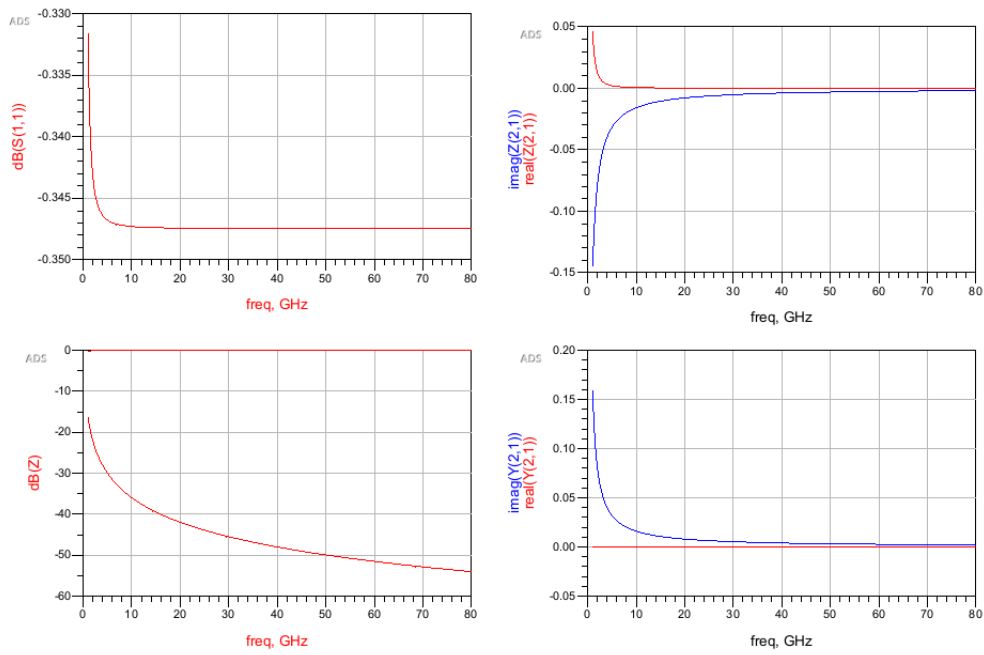 ADS
dB(S(1,1))
-0.330
-0.335
-0.340
-0.345
-0.350
0 10 20 30 40 50 60 70 80
freq, GHz
ADS
imag(Z(2,1))
real(Z(2,1))
0.05
0.00
-0.05
-0.10
-0.15
0 10 20 30 40 50 60 70 80
freq, GHz
ADS
dB(Z)
0
-10
-20
-30
-40
-50
-60
0 10 20 30 40 50 60 70 80
freq, GHz
ADS
imag(Y(2,1))
real(Y(2,1))
0.20
0.15
0.10
0.05
0.00
-0.05
0 10 20 30 40 50 60 70 80
freq, GHz